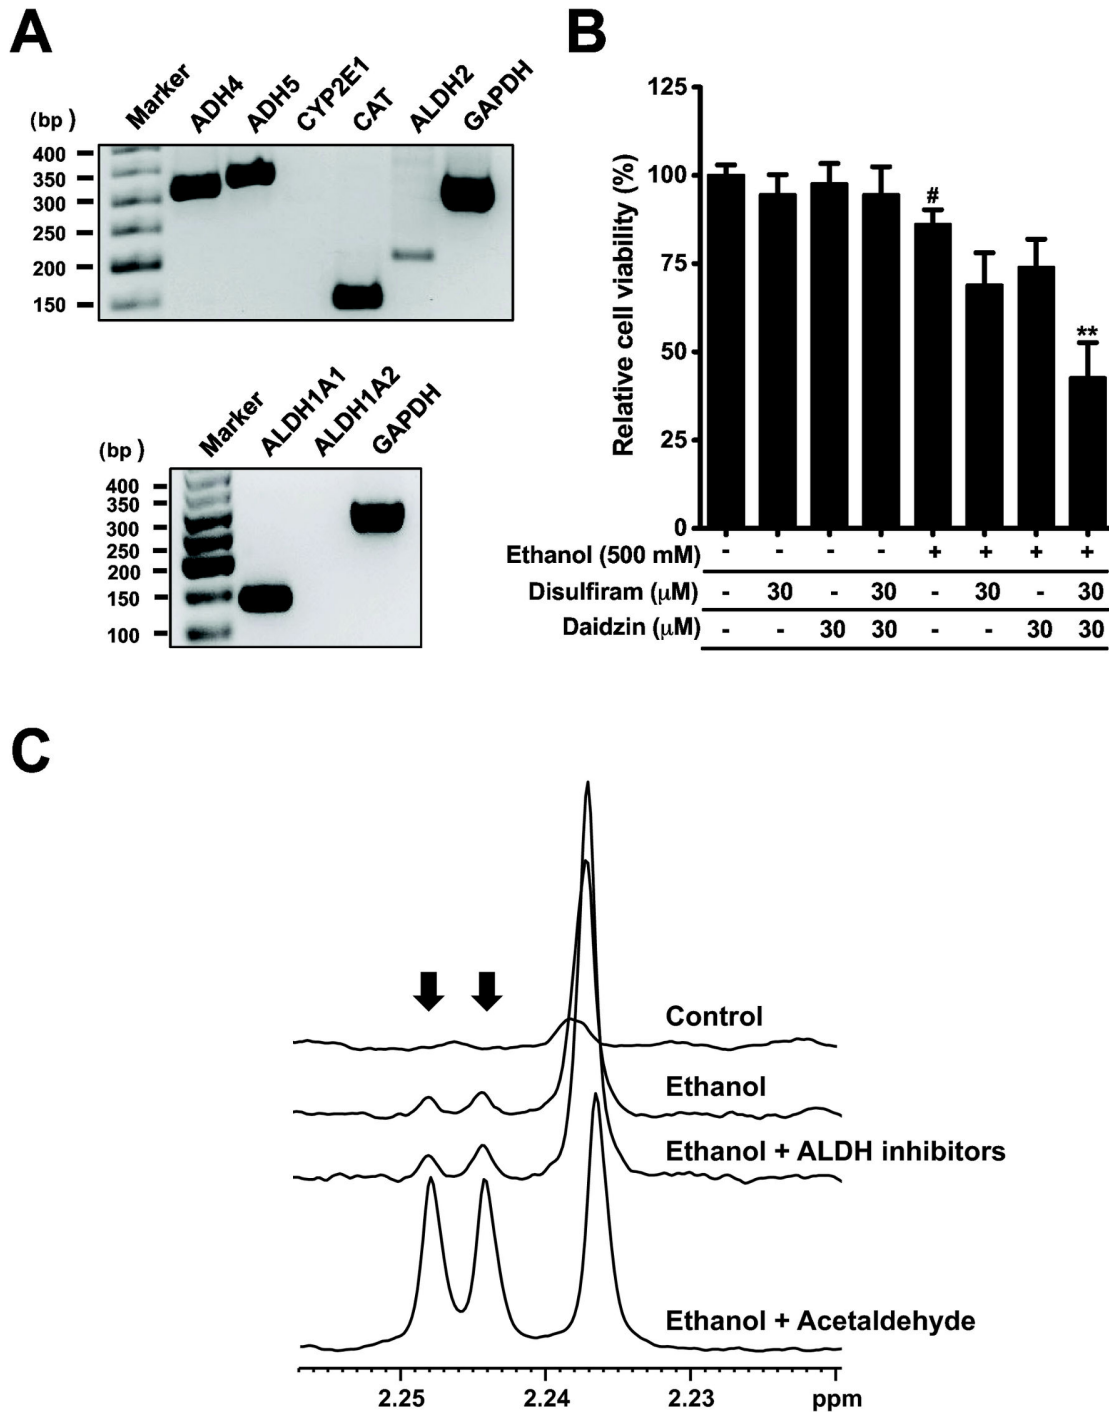 A
Marker ADH4 ADH5 CYP2E1 CAT ALDH2 GAPDH
(bp )
400
350
300
250
200
150
Marker ALDH1A1 ALDH1A2 GAPDH
(bp )
400
350
300
250
200
150
100
B
Relative cell viability (%)
125
100
75
50
25
0
#
**
Ethanol (500 mM) - - - - + + + +
Disulfiram (μM) - 30 - 30 - 30 - 30
Daidzin (μM) - - 30 30 - - 30 30
C
Control
Ethanol
Ethanol + ALDH inhibitors
Ethanol + Acetaldehyde
2.25 2.24 2.23 ppm